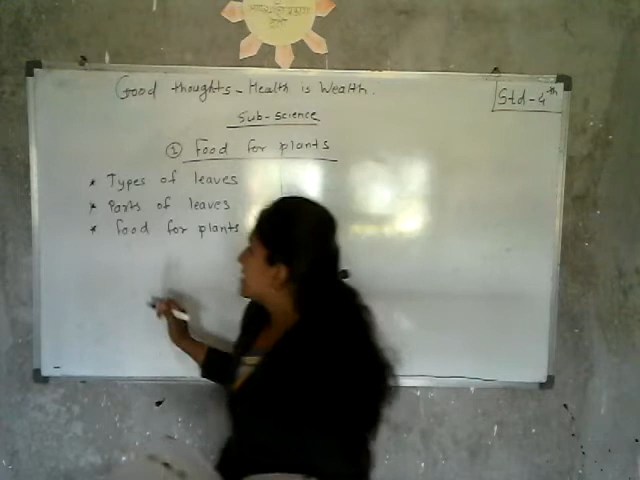 Good thoughts - Health is Wealth.
Std - 4th
Sub - science
① Food for plants
* Types of leaves
* Parts of leaves
* food for plants